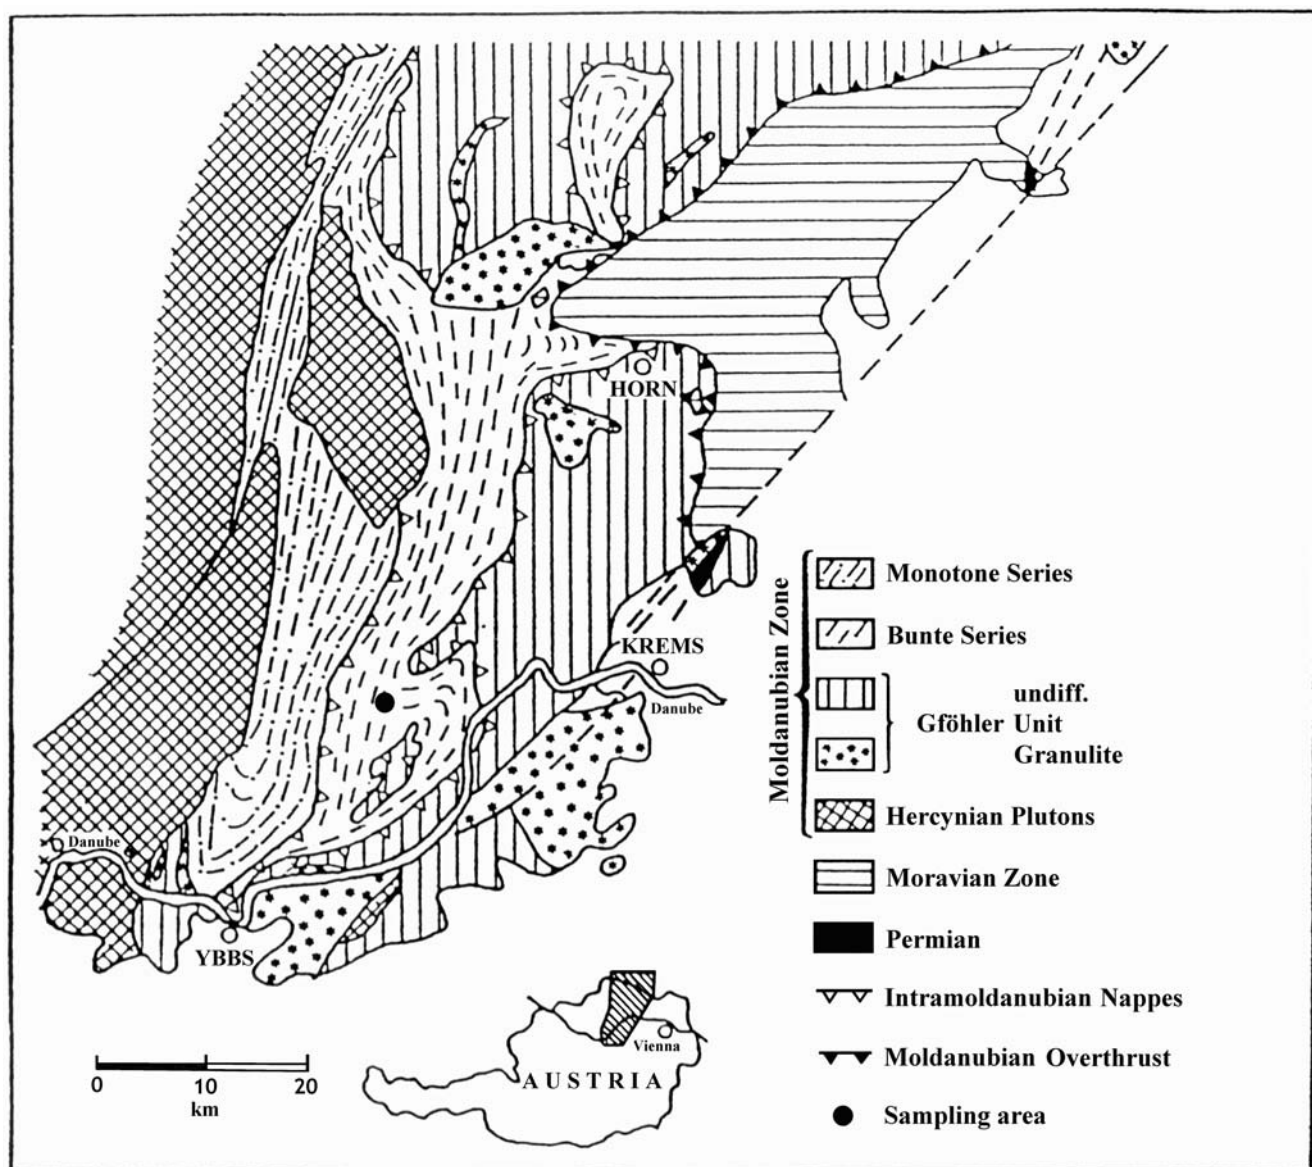 HORN
KREMS
Danube
Danube
YBBS
Moldanubian Zone
Monotone Series
Bunte Series
undiff.
Gföhler Unit
Granulite
Hercynian Plutons
Moravian Zone
Permian
Intramoldanubian Nappes
Moldanubian Overthrust
Sampling area
Vienna
AUSTRIA
0 10 20
km